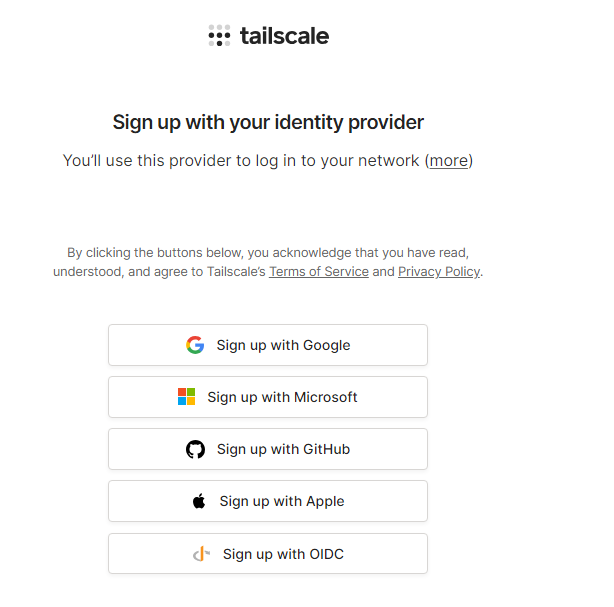 tailscale
Sign up with your identity provider
You’ll use this provider to log in to your network (more)
By clicking the buttons below, you acknowledge that you have read,
understood, and agree to Tailscale’s Terms of Service and Privacy Policy.
Sign up with Google
Sign up with Microsoft
Sign up with GitHub
Sign up with Apple
Sign up with OIDC